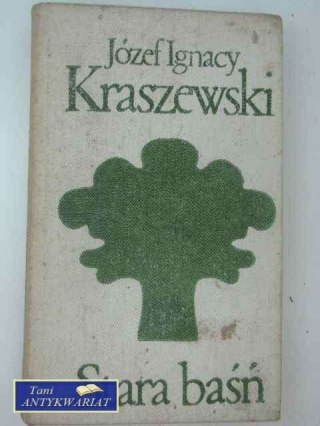 Józef Ignacy
Kraszewski
Stara baśń
Tani
ANTYKWARIAT